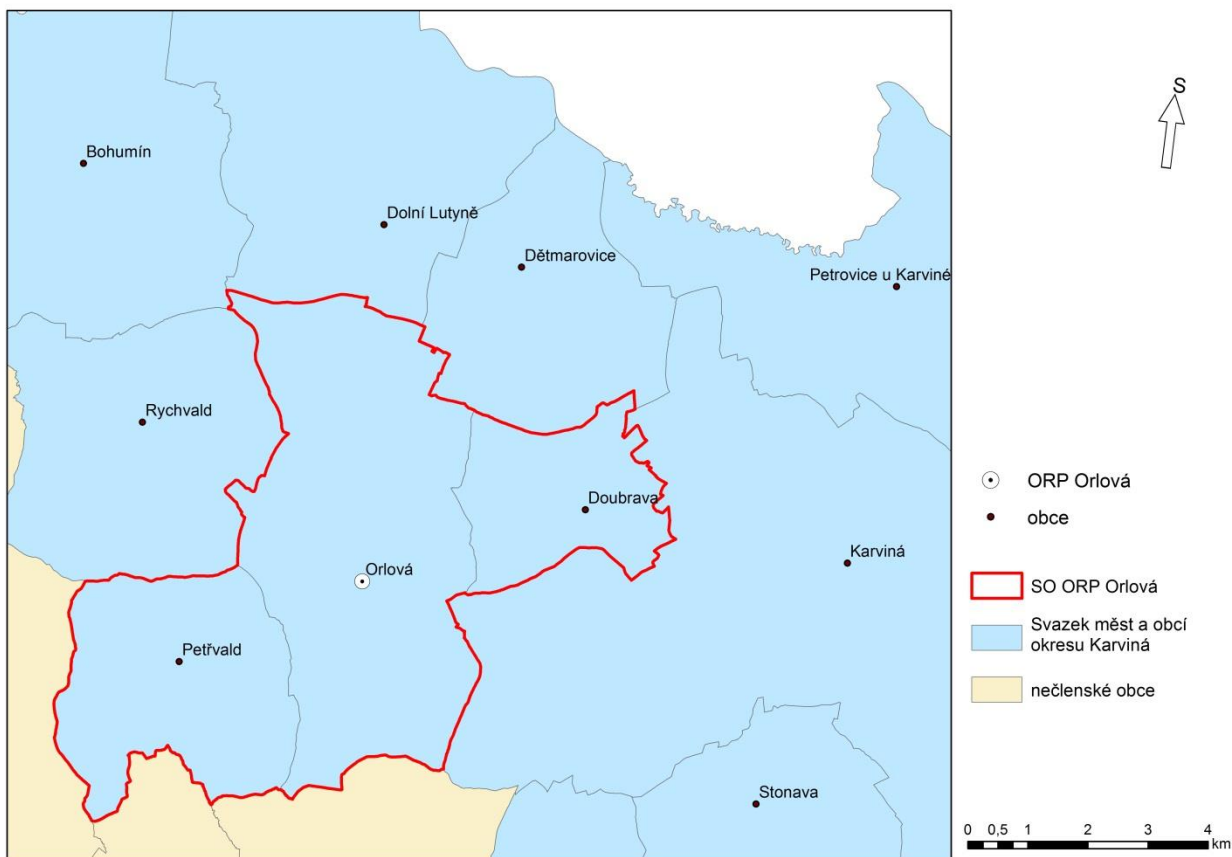 S
Bohumín
Dolní Lutyně
Dětmarovice
Petrovice u Karviné
Rychvald
Doubrava
Orlová
Karviná
Petřvald
Stonava
ORP Orlová
obce
SO ORP Orlová
Svazek měst a obcí
okresu Karviná
nečlenské obce
0 0,5 1 2 3 4
km